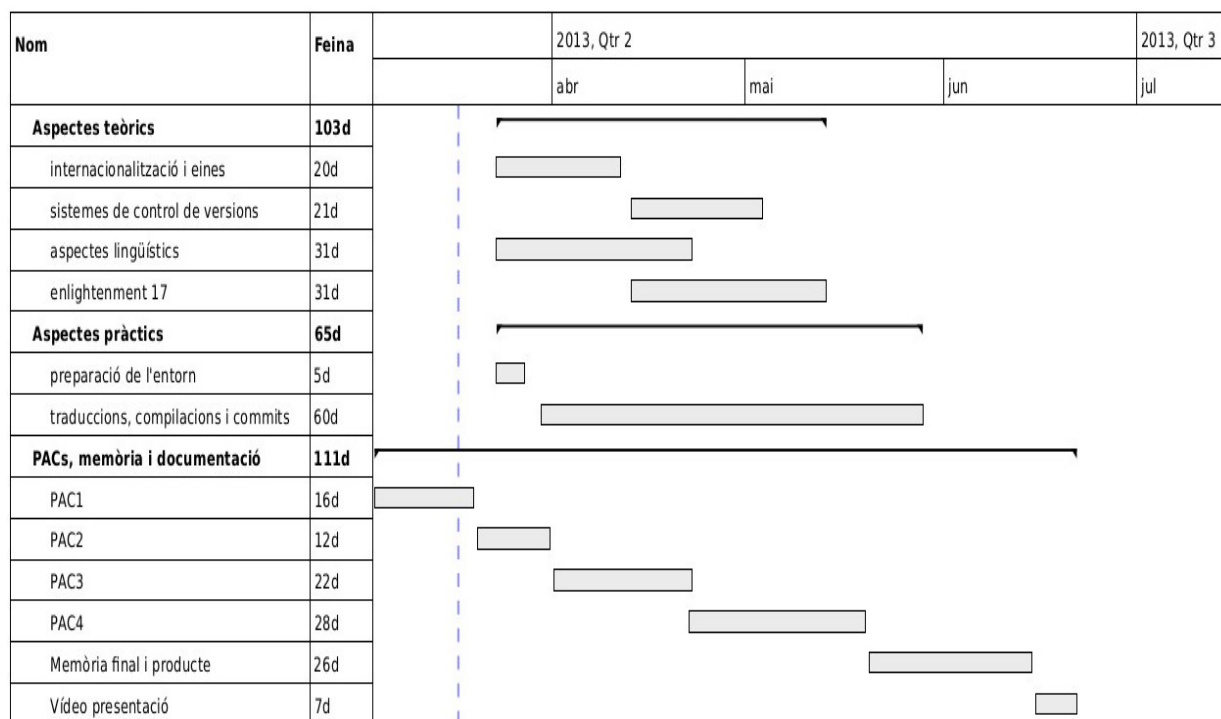 Nom Feina 2013, Qtr 2 2013, Qtr 3
abr mai jun jul
Aspectes teòrics 103d
internacionalització i eines 20d
sistemes de control de versions 21d
aspectes lingüístics 31d
enlightenment 17 31d
Aspectes pràctics 65d
preparació de l'entorn 5d
traduccions, compilacions i commits 60d
PACs, memòria i documentació 111d
PAC1 16d
PAC2 12d
PAC3 22d
PAC4 28d
Memòria final i producte 26d
Vídeo presentació 7d